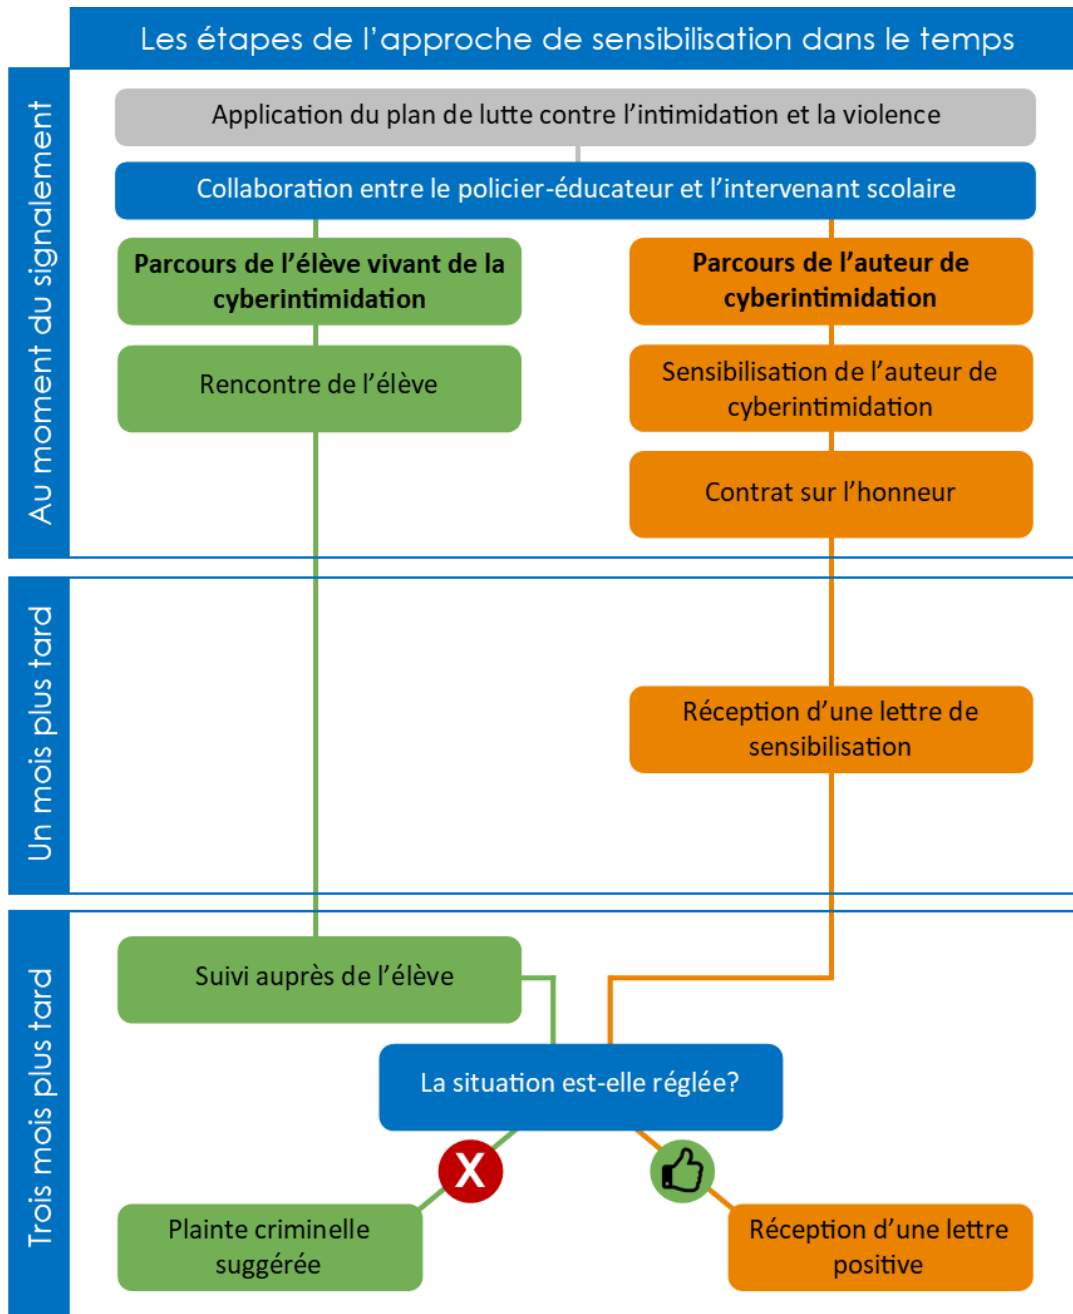 Les étapes de l'approche de sensibilisation dans le temps
Au moment du signalement
Application du plan de lutte contre l'intimidation et la violence
Collaboration entre le policier-éducateur et l'intervenant scolaire
Parcours de l'élève vivant de la
cyberintimidation
Parcours de l'auteur de
cyberintimidation
Rencontre de l'élève
Sensibilisation de l'auteur de
cyberintimidation
Contrat sur l'honneur
Un mois plus tard
Réception d'une lettre de
sensibilisation
Trois mois plus tard
Suivi auprès de l'élève
La situation est-elle réglée?
X
Plainte criminelle
suggérée
Réception d'une lettre
positive